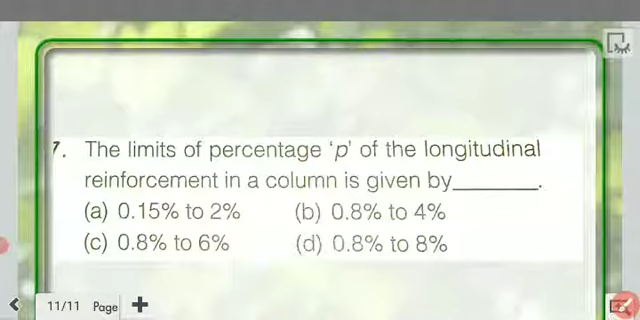 7. The limits of percentage 'p' of the longitudinal
reinforcement in a column is given by_______.
(a) 0.15% to 2% (b) 0.8% to 4%
(c) 0.8% to 6% (d) 0.8% to 8%
11/11 Page